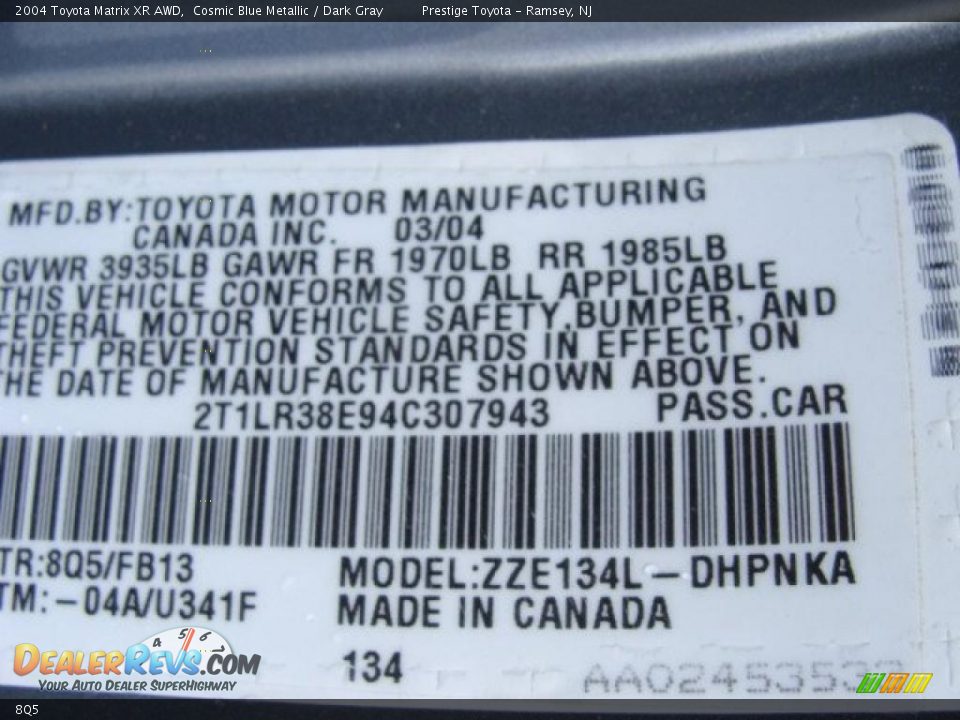 2004 Toyota Matrix XR AWD, Cosmic Blue Metallic / Dark Gray Prestige Toyota - Ramsey, NJ
MFD.BY:TOYOTA MOTOR MANUFACTURING
CANADA INC. 03/04
GVWR 3935LB GAWR FR 1970LB RR 1985LB
THIS VEHICLE CONFORMS TO ALL APPLICABLE
FEDERAL MOTOR VEHICLE SAFETY, BUMPER, AND
THEFT PREVENTION STANDARDS IN EFFECT ON
THE DATE OF MANUFACTURE SHOWN ABOVE.
2T1LR38E94C307943 PASS.CAR
TR:8Q5/FB13
MODEL:ZZE134L-DHPNKA
TM:-04A/U341F
MADE IN CANADA
134
4 5 6
DEALERREVS.COM
YOUR AUTO DEALER SUPERHIGHWAY
8Q5